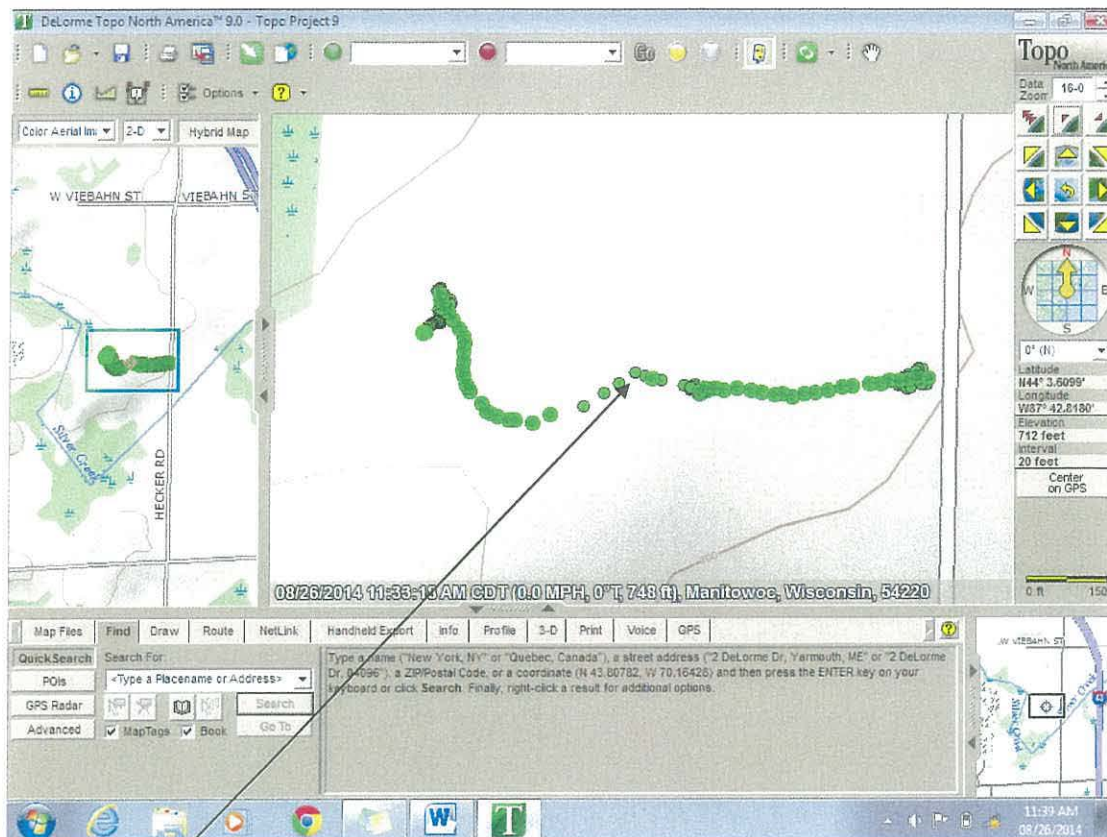 DeLorme Topo North America™ 9.0 - Topo Project 9
Go
Options
Topo
North America
Data Zoom 16-0
Color Aerial Im 2-D Hybrid Map
W VIEBAHN ST VIEBAHN S
Silver Creek
HECKER RD
N
W E
S
0° (N)
Latitude
N44° 3.6099'
Longitude
W87° 42.8180'
Elevation
712 feet
Interval
20 feet
Center on GPS
0 ft 150
08/26/2014 11:33:15 AM CDT (0.0 MPH, 0°T, 748 ft), Manitowoc, Wisconsin, 54220
Map Files Find Draw Route NetLink Handheld Export Info Profile 3-D Print Voice GPS
QuickSearch
POIs
GPS Radar
Advanced
Search For:
<Type a Placename or Address>
Search
Go To
MapTags Book
Type a name ("New York, NY" or "Quebec, Canada"), a street address ("2 DeLorme Dr, Yarmouth, ME" or "2 DeLorme
Dr, 04096"), a ZIP/Postal Code, or a coordinate (N 43.80782, W 70.16428) and then press the ENTER key on your
keyboard or click Search. Finally, right-click a result for additional options.
W VIEBAHN ST
11:39 AM
08/26/2014